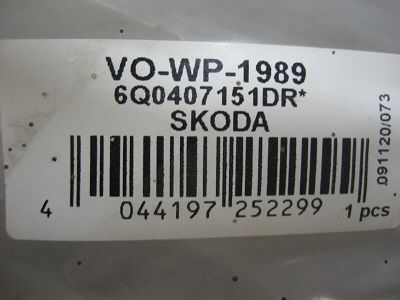 VO-WP-1989
6Q0407151DR*
SKODA
4 044197 252299 1 pcs
091120/073